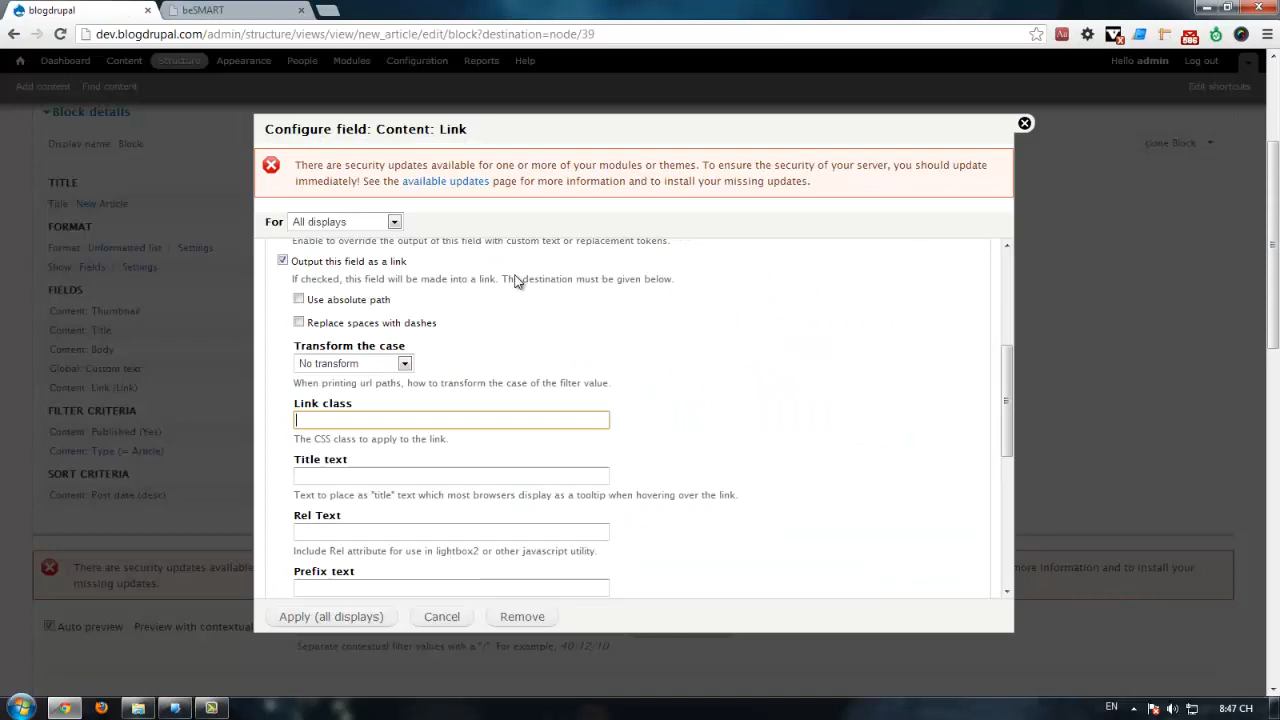 blogdrupal
beSMART
dev.blogdrupal.com/admin/structure/views/view/new_article/edit/block?destination=node/39
Dashboard Content Structure Appearance People Modules Configuration Reports Help Hello admin Log out
Add content Find content Edit shortcuts
Block details
Display name: Block
clone Block
TITLE
Title: New Article
FORMAT
Format: Unformatted list Settings
Show: Fields Settings
FIELDS
Content: Thumbnail
Content: Title
Content: Body
Global: Custom text
Content: Link (Link)
FILTER CRITERIA
Content: Published (Yes)
Content: Type (= Article)
SORT CRITERIA
Content: Post date (desc)
Configure field: Content: Link
There are security updates available for one or more of your modules or themes. To ensure the security of your server, you should update
immediately! See the available updates page for more information and to install your missing updates.
For All displays
Enable to override the output of this field with custom text or replacement tokens.
Output this field as a link
If checked, this field will be made into a link. The destination must be given below.
Use absolute path
Replace spaces with dashes
Transform the case
No transform
When printing url paths, how to transform the case of the filter value.
Link class
The CSS class to apply to the link.
Title text
Text to place as "title" text which most browsers display as a tooltip when hovering over the link.
Rel Text
Include Rel attribute for use in lightbox2 or other javascript utility.
Prefix text
Apply (all displays) Cancel Remove
There are security updates available
more information and to install your
missing updates.
Auto preview Preview with contextual
Separate contextual filter values with a "/". For example, 40/12/10
EN 8:47 CH